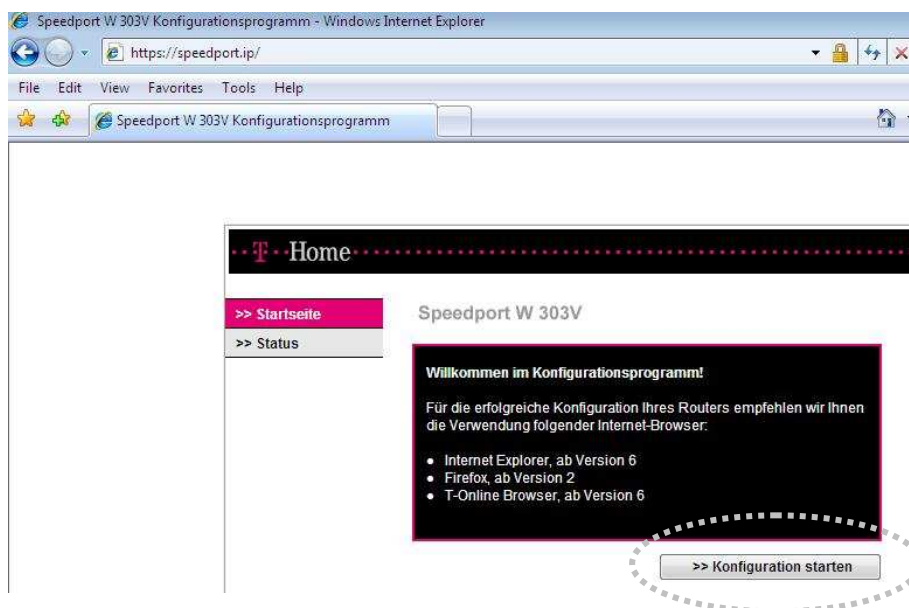 Speedport W 303V Konfigurationsprogramm - Windows Internet Explorer
https://speedport.ip/
File Edit View Favorites Tools Help
Speedport W 303V Konfigurationsprogramm
T Home
>> Startseite
Speedport W 303V
>> Status
Willkommen im Konfigurationsprogramm!
Für die erfolgreiche Konfiguration Ihres Routers empfehlen wir Ihnen
die Verwendung folgender Internet-Browser:
● Internet Explorer, ab Version 6
● Firefox, ab Version 2
● T-Online Browser, ab Version 6
>> Konfiguration starten